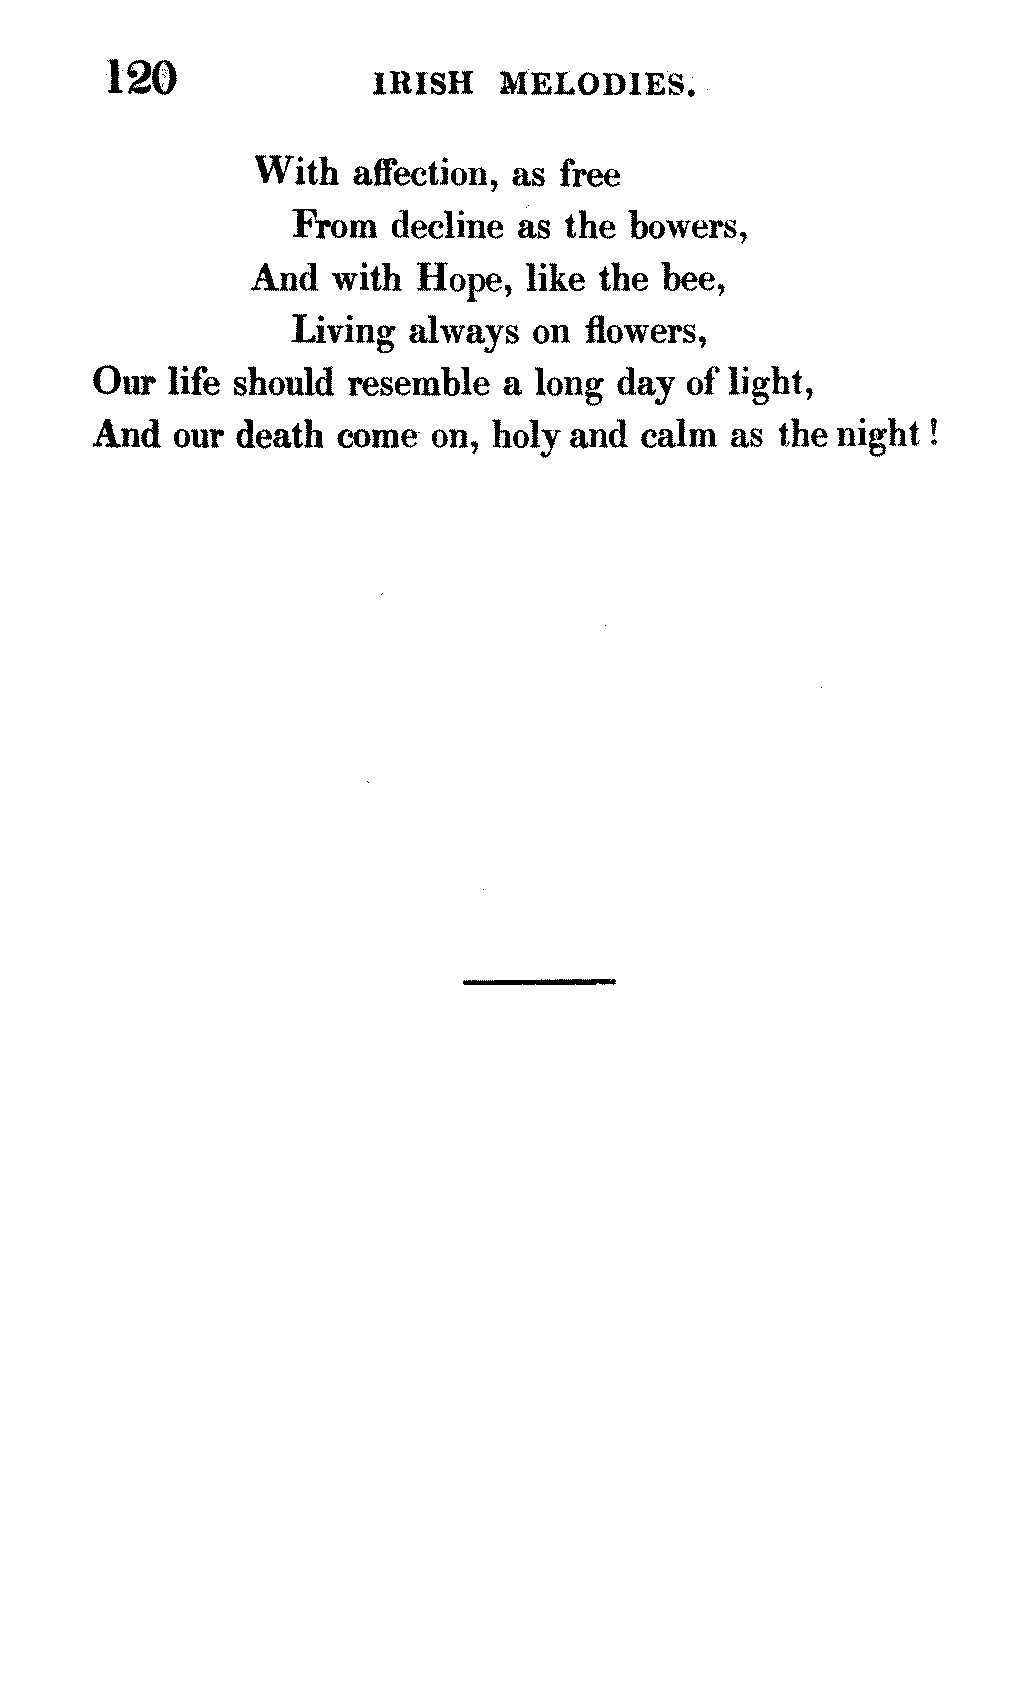 120 IRISH MELODIES.
With affection, as free
From decline as the bowers,
And with Hope, like the bee,
Living always on flowers,
Our life should resemble a long day of light,
And our death come on, holy and calm as the night!